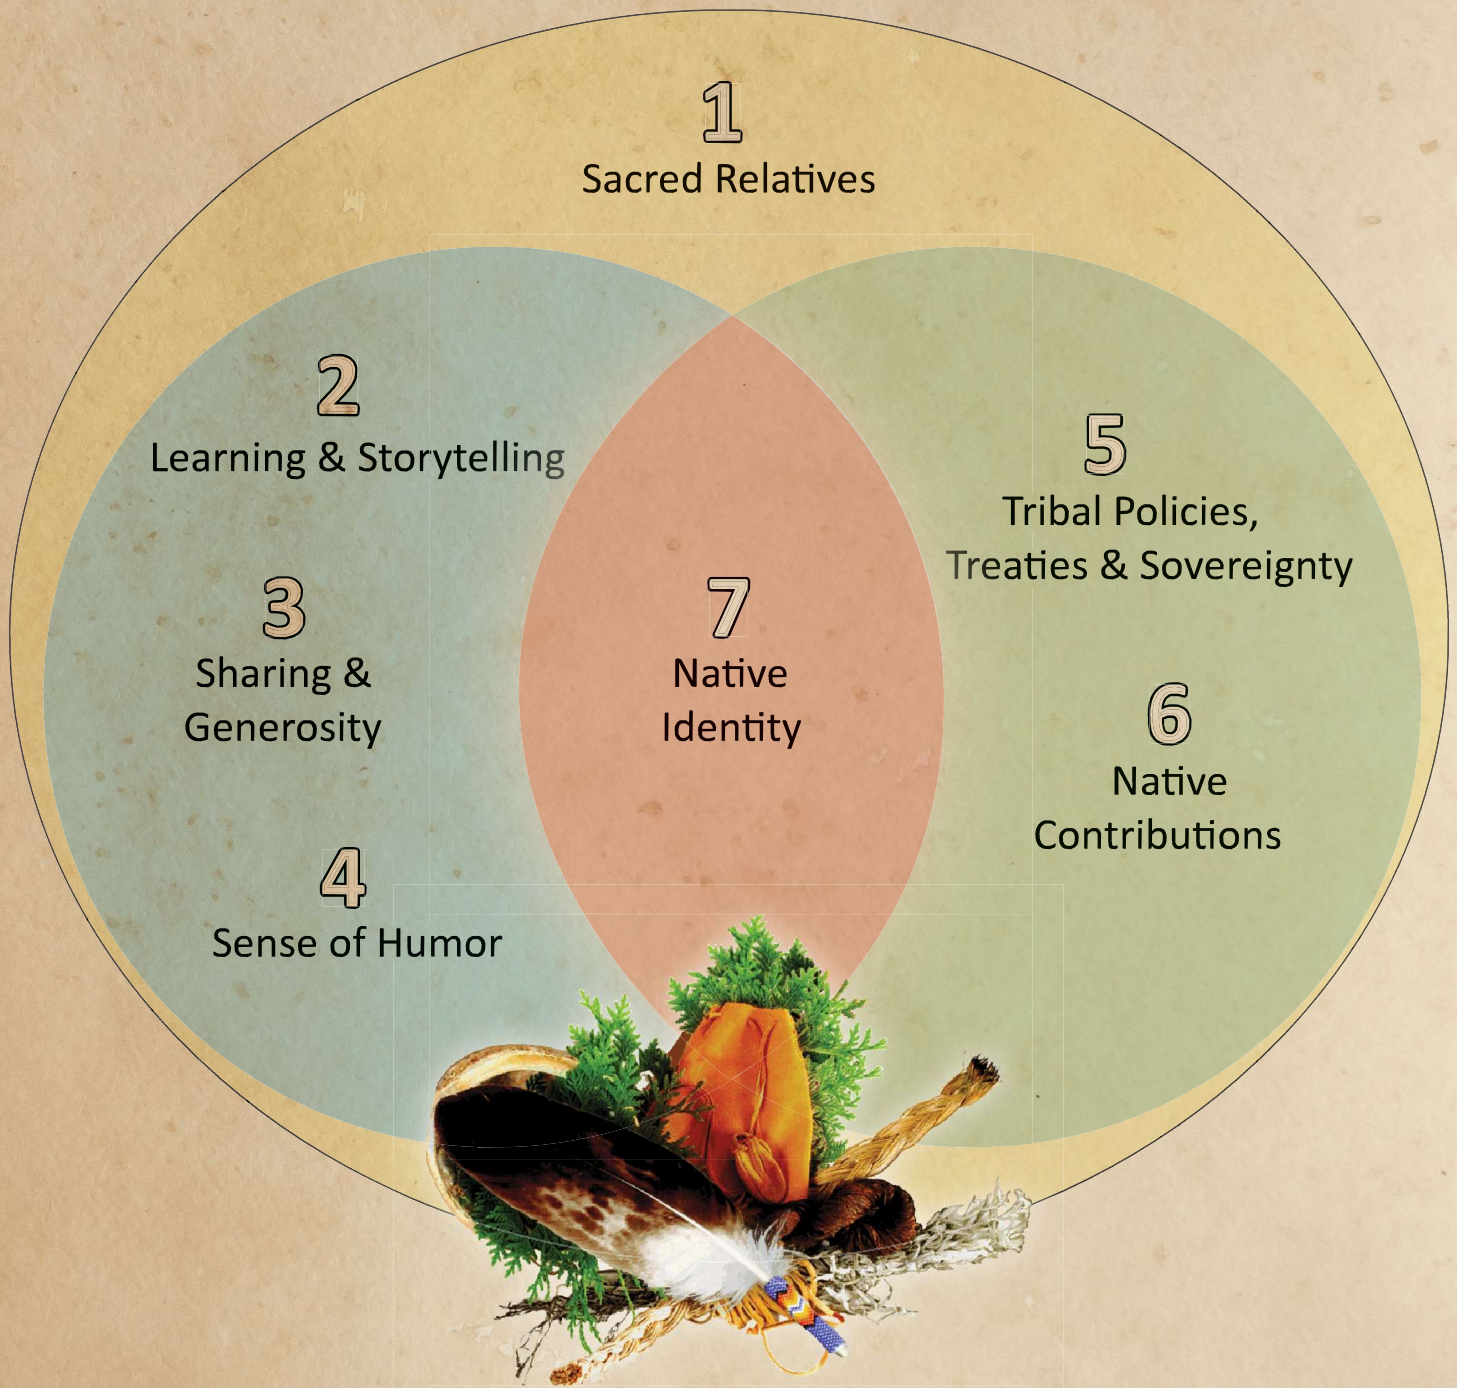 1
Sacred Relatives
2
Learning & Storytelling
3
Sharing &
Generosity
4
Sense of Humor
7
Native
Identity
5
Tribal Policies,
Treaties & Sovereignty
6
Native
Contributions